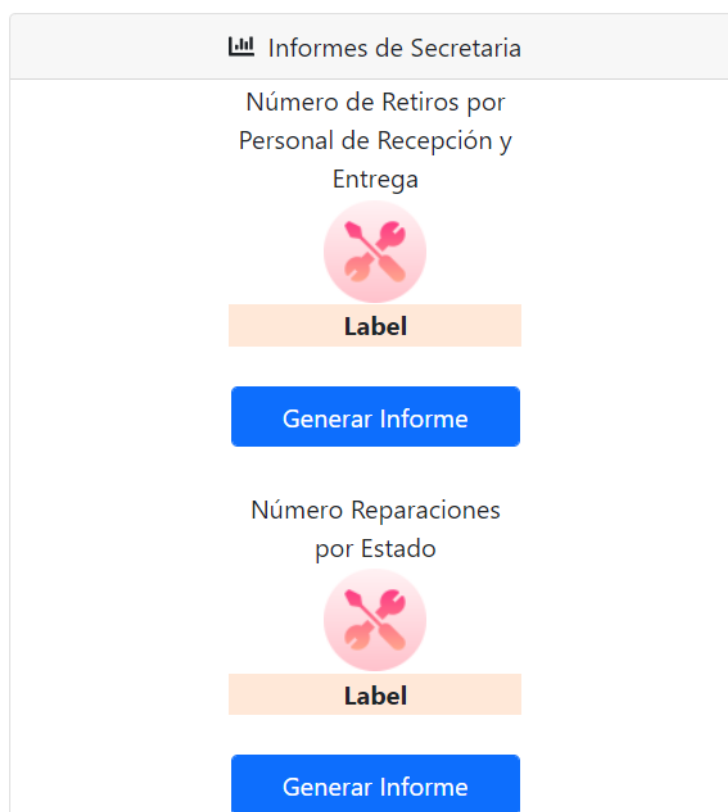 Informes de Secretaria
Número de Retiros por
Personal de Recepción y
Entrega
Label
Generar Informe
Número Reparaciones
por Estado
Label
Generar Informe